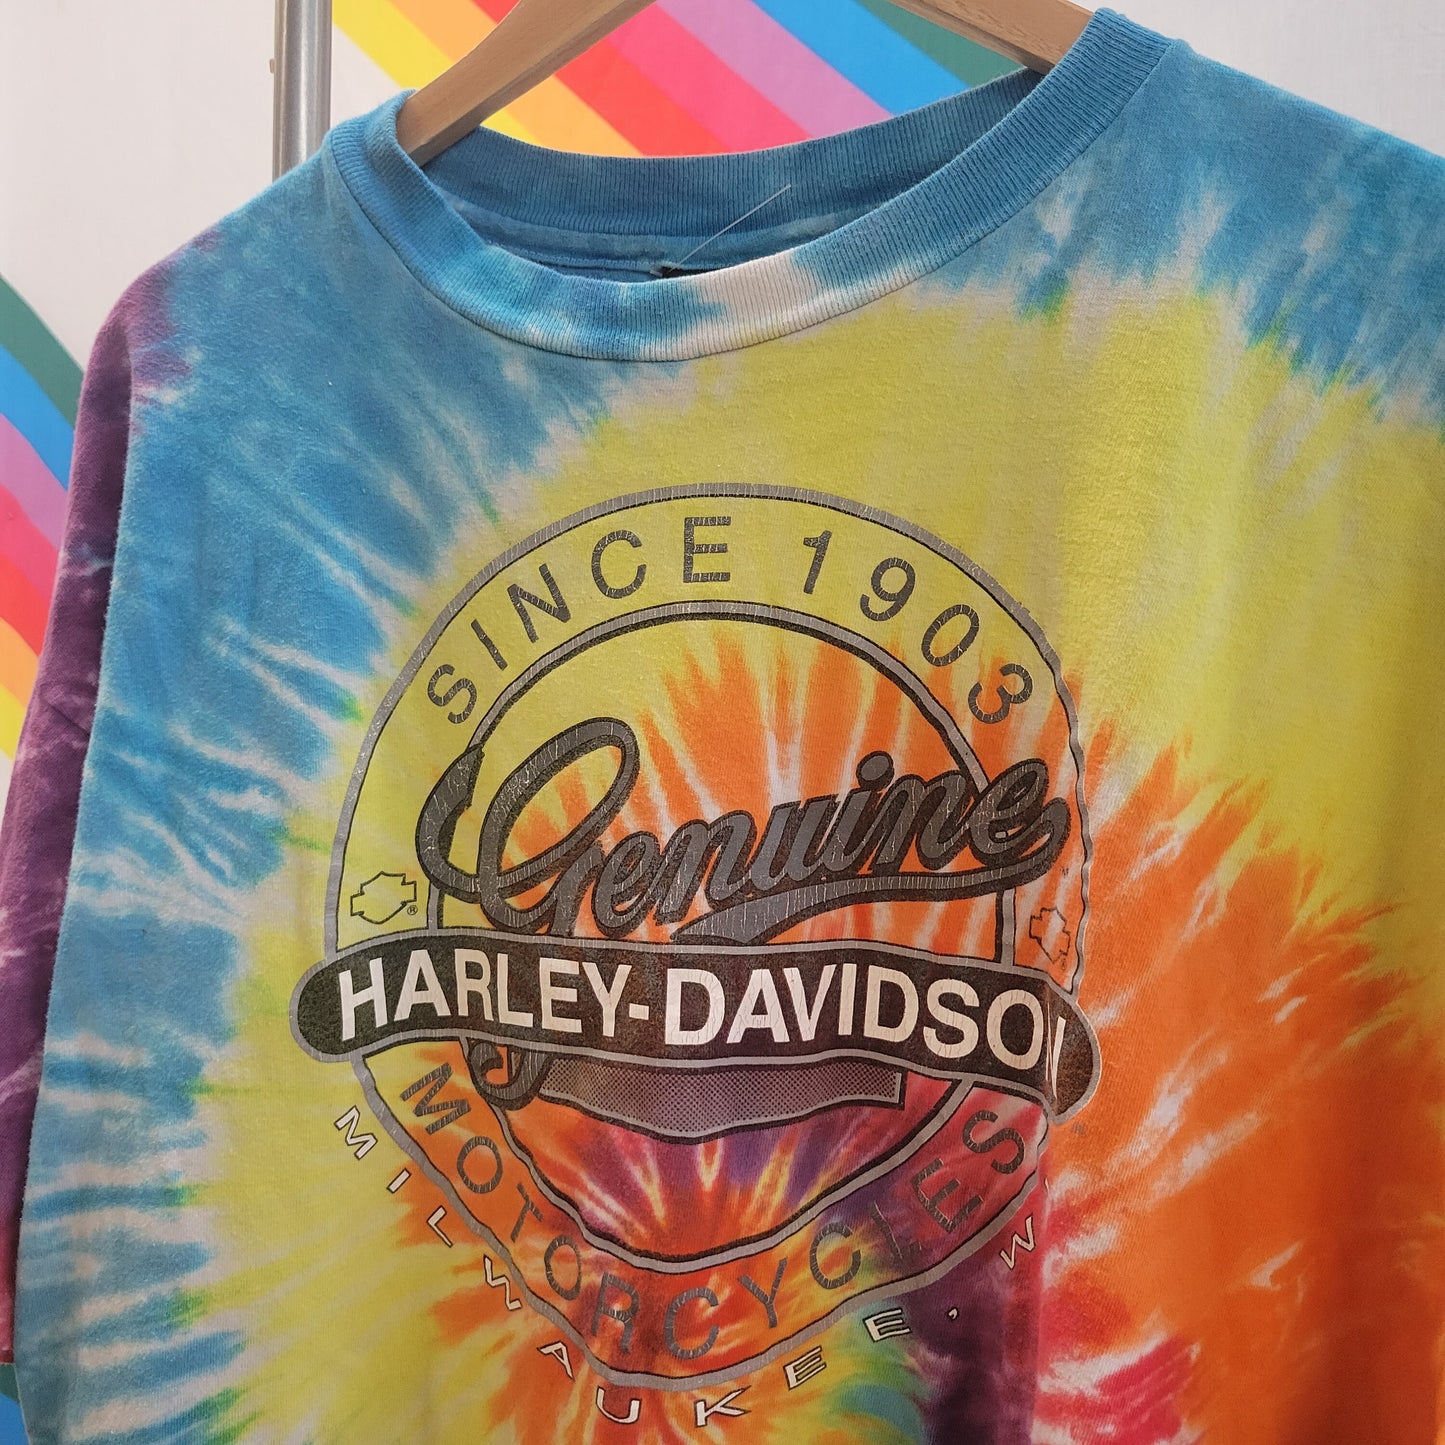 SINCE 1903
Genuine
®
HARLEY-DAVIDSON
MOTORCYCLES
MILWAUKEE, W